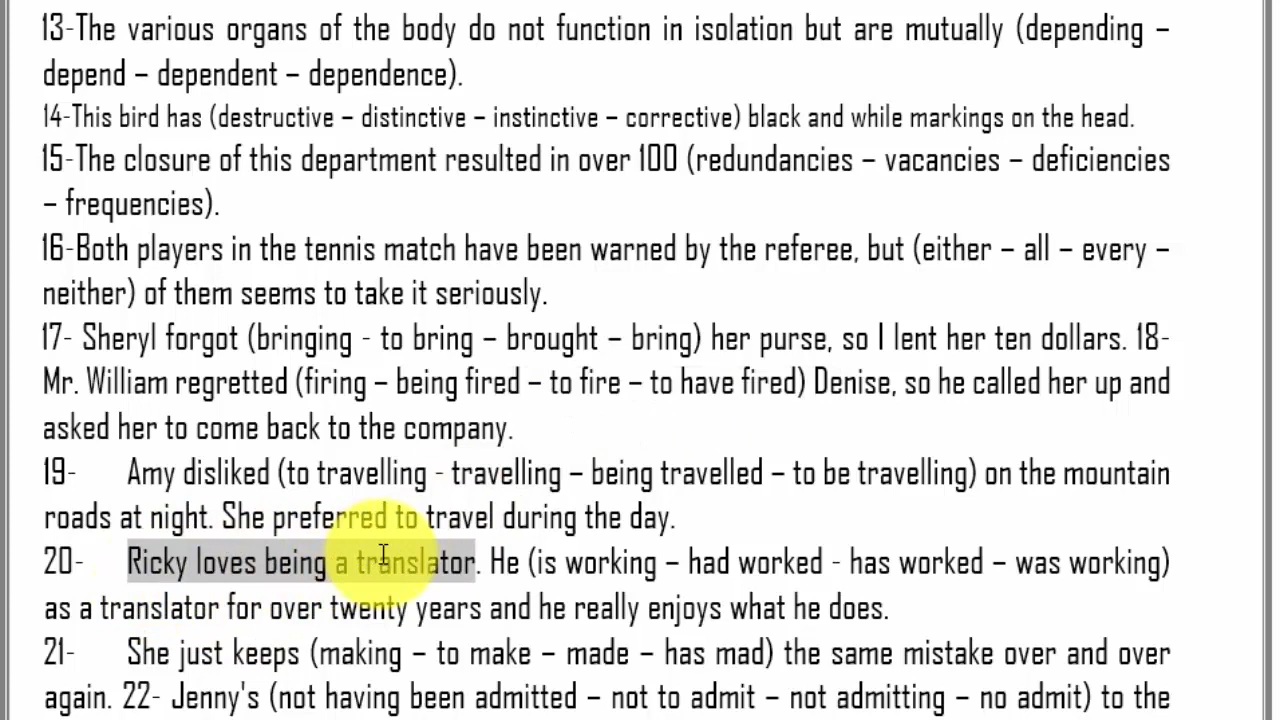 13-The various organs of the body do not function in isolation but are mutually (depending –
depend – dependent – dependence).
14-This bird has (destructive – distinctive – instinctive – corrective) black and while markings on the head.
15-The closure of this department resulted in over 100 (redundancies – vacancies – deficiencies
– frequencies).
16-Both players in the tennis match have been warned by the referee, but (either – all – every –
neither) of them seems to take it seriously.
17- Sheryl forgot (bringing - to bring – brought – bring) her purse, so I lent her ten dollars. 18-
Mr. William regretted (firing – being fired – to fire – to have fired) Denise, so he called her up and
asked her to come back to the company.
19- Amy disliked (to travelling - travelling – being travelled – to be travelling) on the mountain
roads at night. She preferred to travel during the day.
20- Ricky loves being a translator. He (is working – had worked - has worked – was working)
as a translator for over twenty years and he really enjoys what he does.
21- She just keeps (making – to make – made – has mad) the same mistake over and over
again. 22- Jenny's (not having been admitted – not to admit – not admitting – no admit) to the